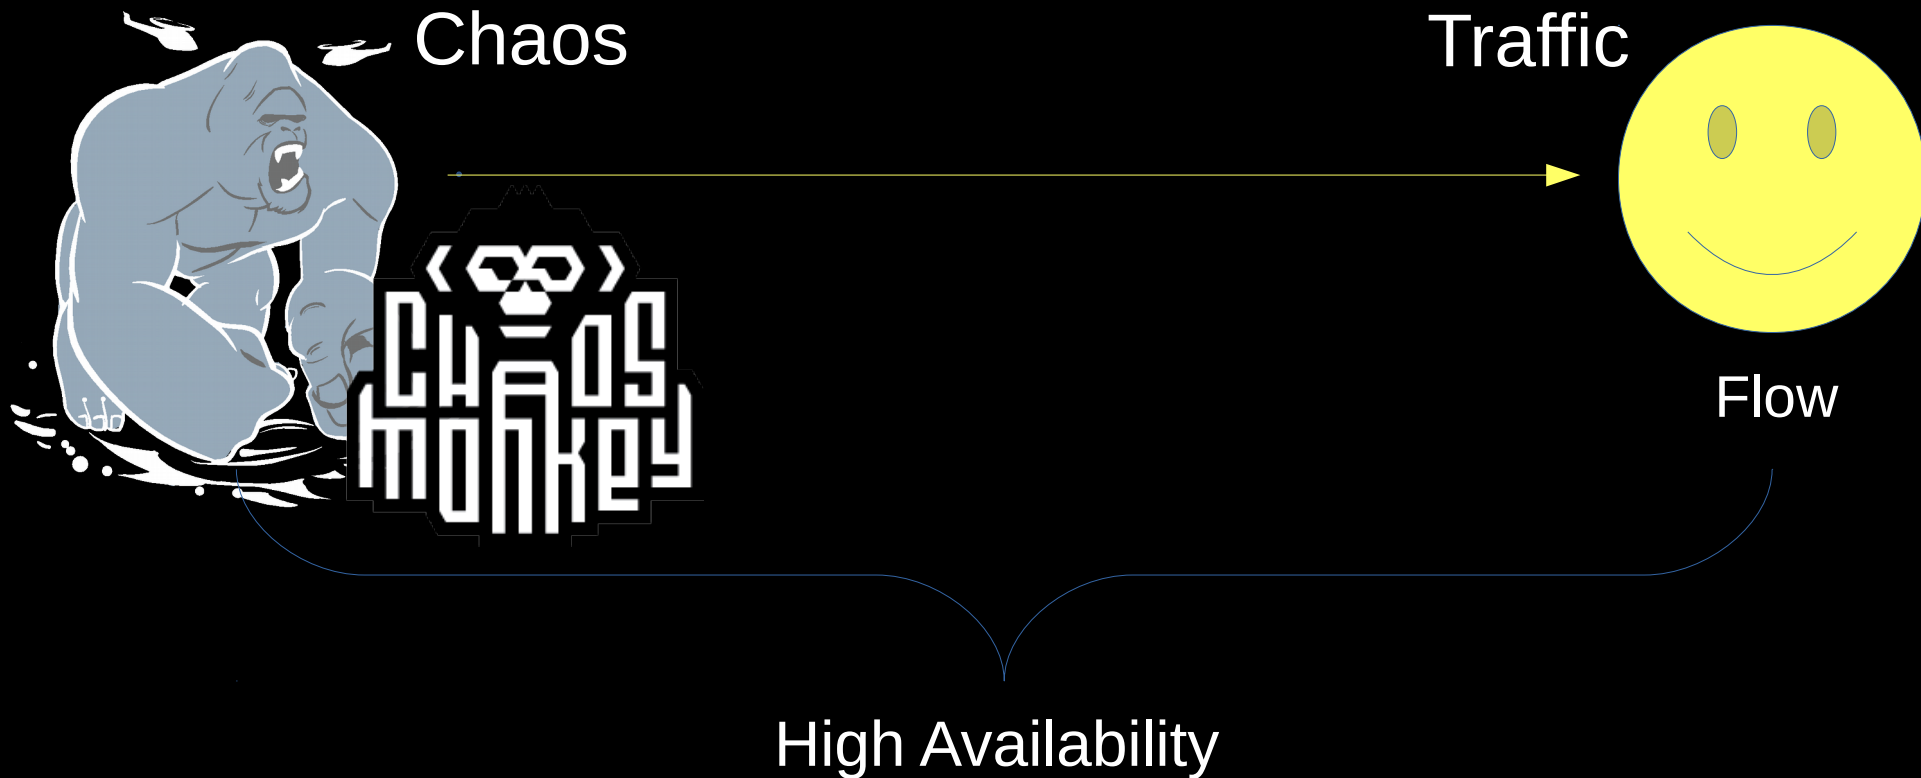 Chaos
Traffic
CHAOS
monkey
Flow
High Availability